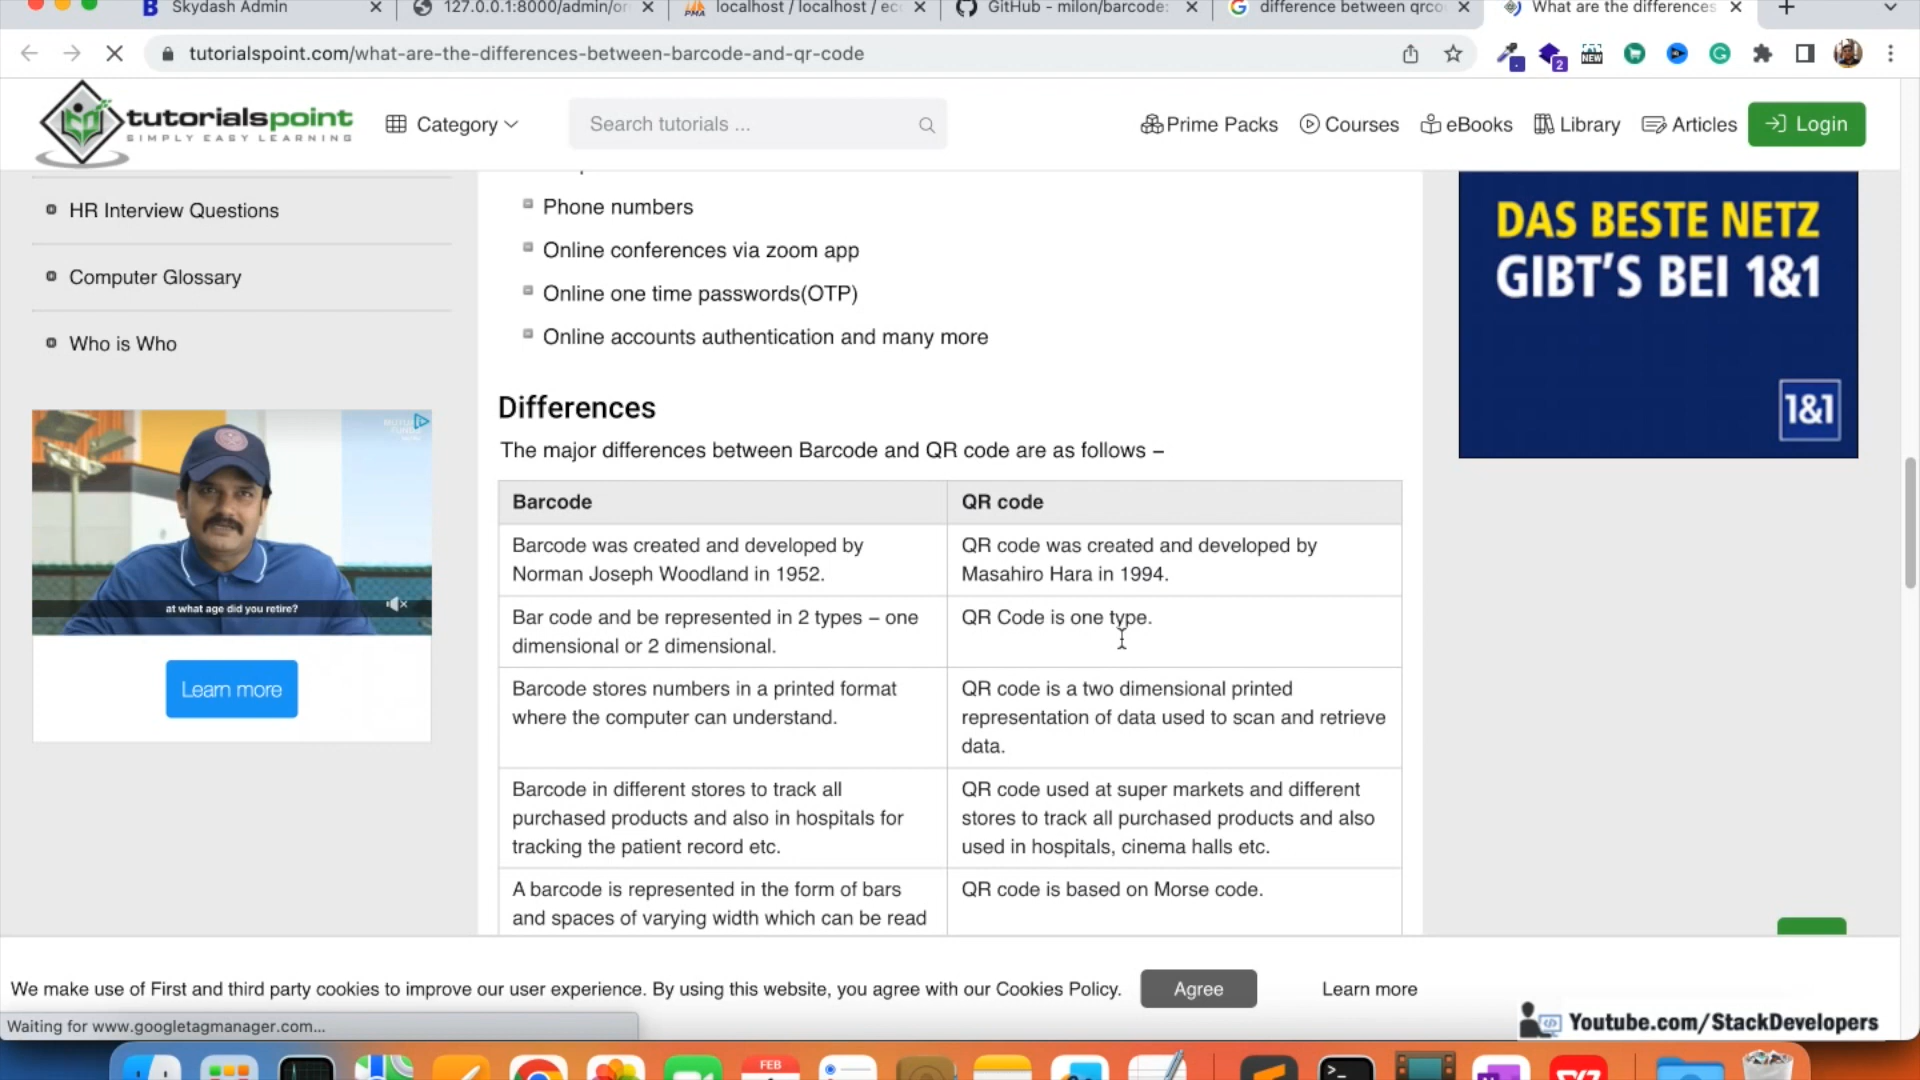 Skydash Admin
127.0.0.1:8000/admin/or
localhost / localhost / ec
GitHub - milon/barcode:
difference between qrco
What are the differences
tutorialspoint.com/what-are-the-differences-between-barcode-and-qr-code
NEW
2
tutorialspoint
SIMPLY EASY LEARNING
Category
Search tutorials ...
Prime Packs
Courses
eBooks
Library
Articles
Login
HR Interview Questions
Computer Glossary
Who is Who
at what age did you retire?
Learn more
Phone numbers
Online conferences via zoom app
Online one time passwords(OTP)
Online accounts authentication and many more
Differences
The major differences between Barcode and QR code are as follows –
Barcode
QR code
Barcode was created and developed by
Norman Joseph Woodland in 1952.
QR code was created and developed by
Masahiro Hara in 1994.
Bar code and be represented in 2 types – one
dimensional or 2 dimensional.
QR Code is one type.
Barcode stores numbers in a printed format
where the computer can understand.
QR code is a two dimensional printed
representation of data used to scan and retrieve
data.
Barcode in different stores to track all
purchased products and also in hospitals for
tracking the patient record etc.
QR code used at super markets and different
stores to track all purchased products and also
used in hospitals, cinema halls etc.
A barcode is represented in the form of bars
and spaces of varying width which can be read
QR code is based on Morse code.
DAS BESTE NETZ
GIBT'S BEI 1&1
1&1
We make use of First and third party cookies to improve our user experience. By using this website, you agree with our Cookies Policy.
Agree
Learn more
Waiting for www.googletagmanager.com...
Youtube.com/StackDevelopers
FEB